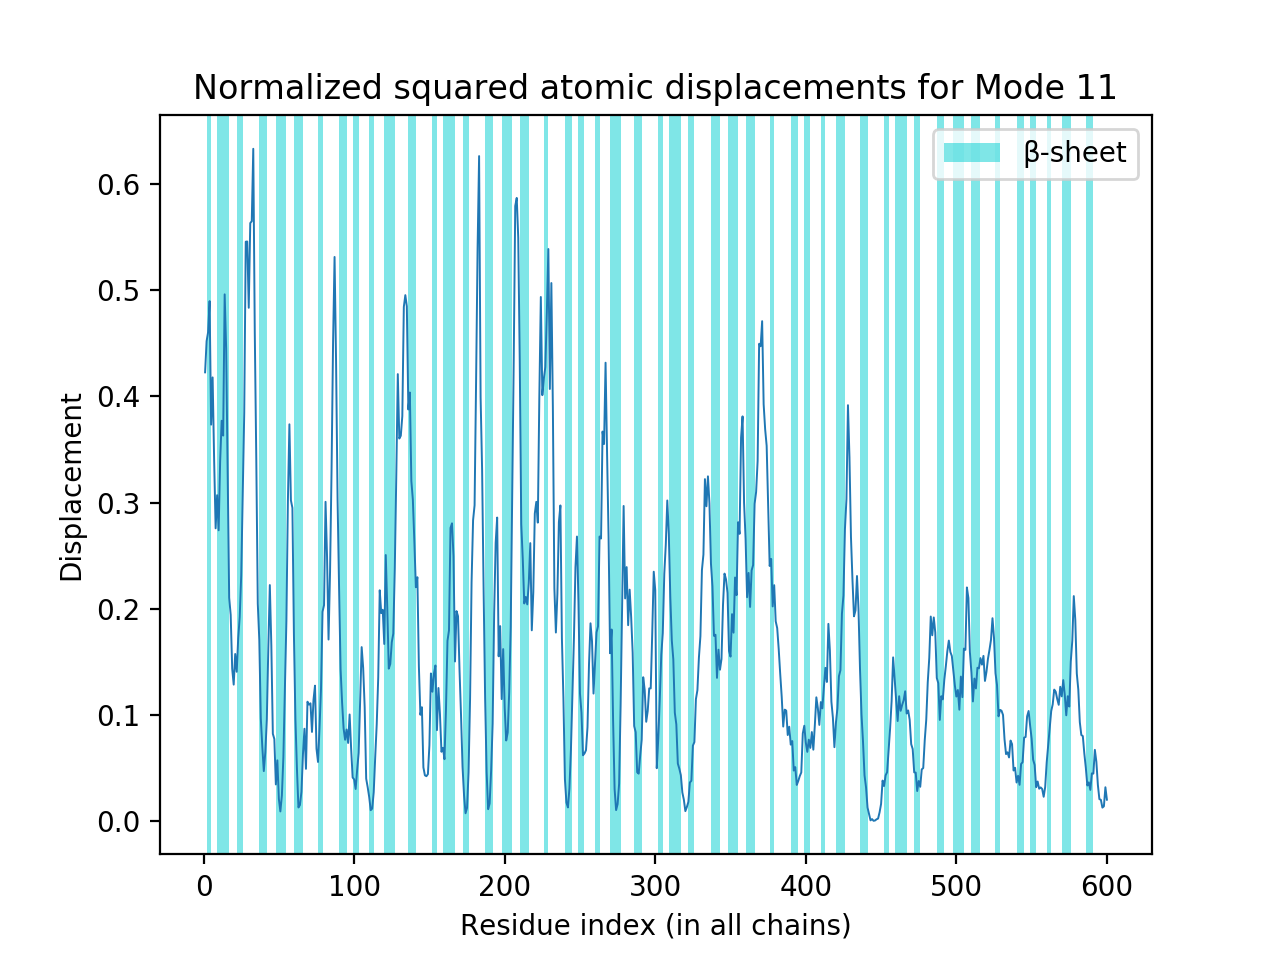 Normalized squared atomic displacements for Mode 11
β-sheet
0.6
0.5
0.4
0.3
0.2
0.1
0.0
Displacement
0 100 200 300 400 500 600
Residue index (in all chains)